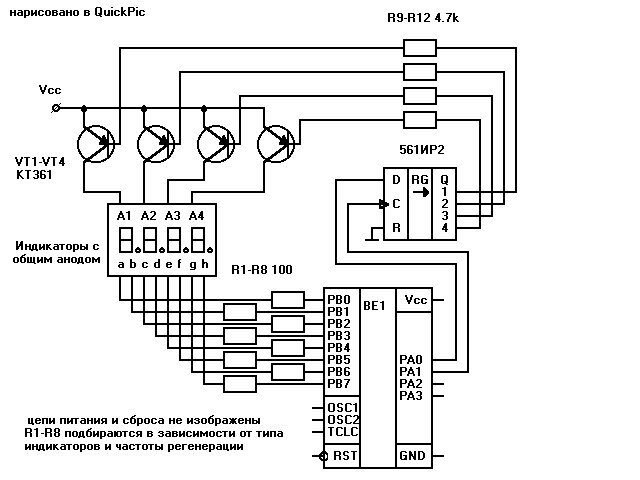 нарисовано в QuickPic
R9-R12 4.7k
Vcc
VT1-VT4
КТ361
561ИР2
D RG Q
1
C 2
3
R 4
A1 A2 A3 A4
Индикаторы с
общим анодом
a b c d e f g h
R1-R8 100
PB0 BE1 Vcc
PB1
PB2
PB3
PB4
PB5 PA0
PB6 PA1
PB7 PA2
PA3
OSC1
OSC2
TCLC
RST GND
цепи питания и сброса не изображены
R1-R8 подбираются в зависимости от типа
индикаторов и частоты регенерации